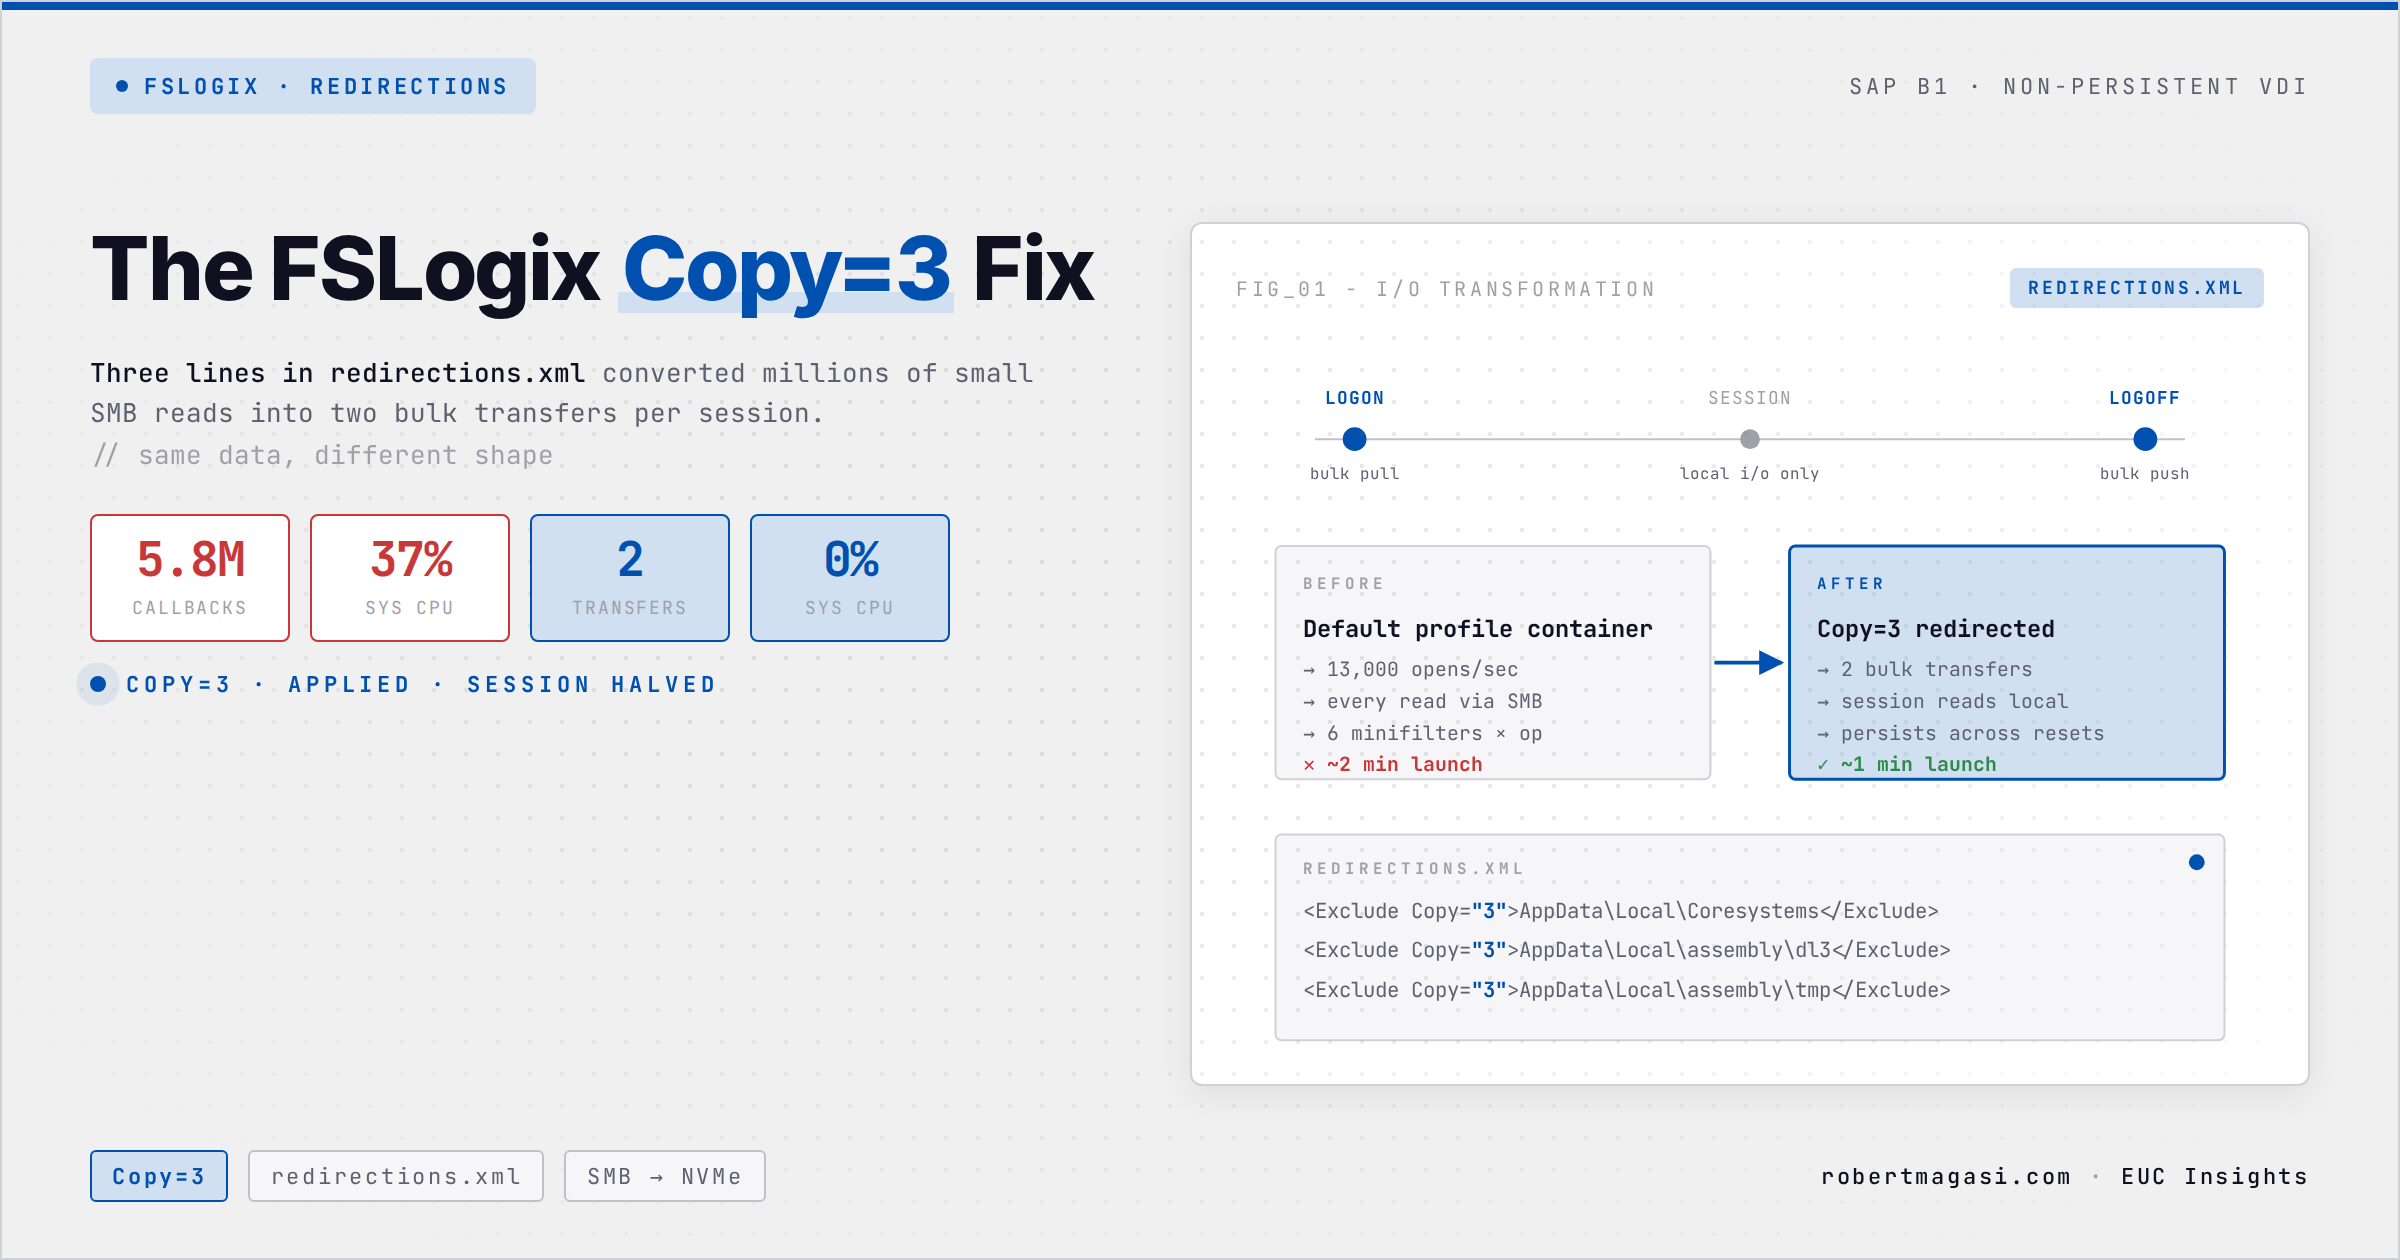 FSLOGIX · REDIRECTIONS
SAP B1 · NON-PERSISTENT VDI
The FSLogix Copy=3 Fix
Three lines in redirections.xml converted millions of small
SMB reads into two bulk transfers per session.
// same data, different shape
5.8M
CALLBACKS
37%
SYS CPU
2
TRANSFERS
0%
SYS CPU
COPY=3 · APPLIED · SESSION HALVED
FIG_01 - I/O TRANSFORMATION
REDIRECTIONS.XML
LOGON
SESSION
LOGOFF
bulk pull
local i/o only
bulk push
BEFORE
Default profile container
→ 13,000 opens/sec
→ every read via SMB
→ 6 minifilters × op
× ~2 min launch
AFTER
Copy=3 redirected
→ 2 bulk transfers
→ session reads local
→ persists across resets
✓ ~1 min launch
REDIRECTIONS.XML
<Exclude Copy="3">AppData\Local\Coresystems</Exclude>
<Exclude Copy="3">AppData\Local\assembly\dl3</Exclude>
<Exclude Copy="3">AppData\Local\assembly\tmp</Exclude>
Copy=3
redirections.xml
SMB → NVMe
robertmagasi.com · EUC Insights